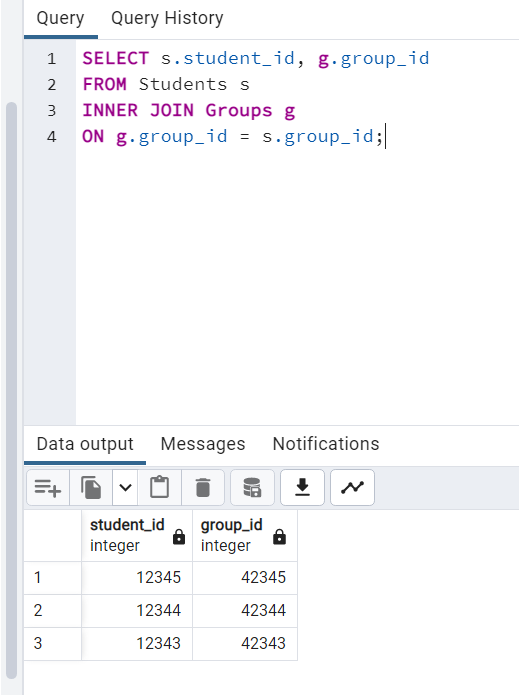 Query Query History
1 SELECT s.student_id, g.group_id
2 FROM Students s
3 INNER JOIN Groups g
4 ON g.group_id = s.group_id;
Data output Messages Notifications
student_id group_id
integer integer
1 12345 42345
2 12344 42344
3 12343 42343